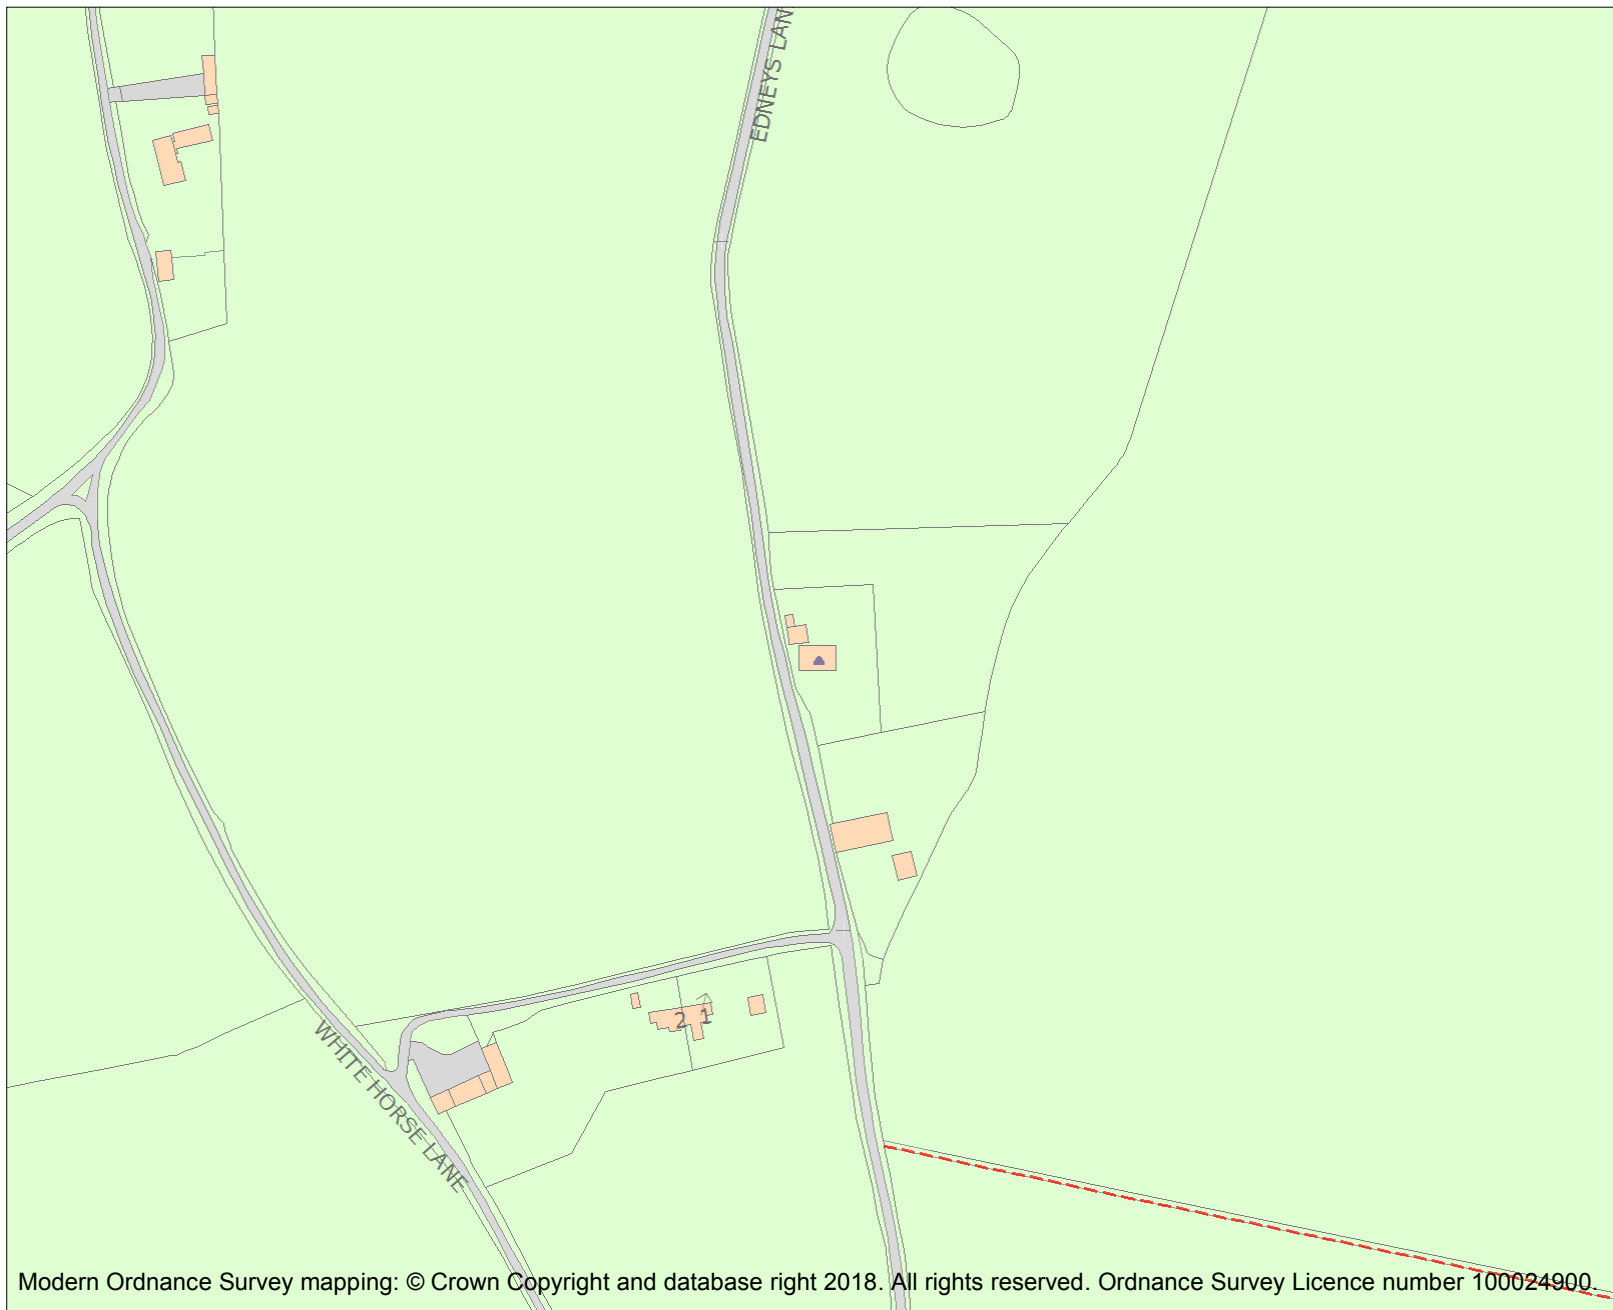 EDNEYS LAN
2 1
WHITE HORSE LANE
Modern Ordnance Survey mapping: © Crown Copyright and database right 2018. All rights reserved. Ordnance Survey Licence number 100024900.